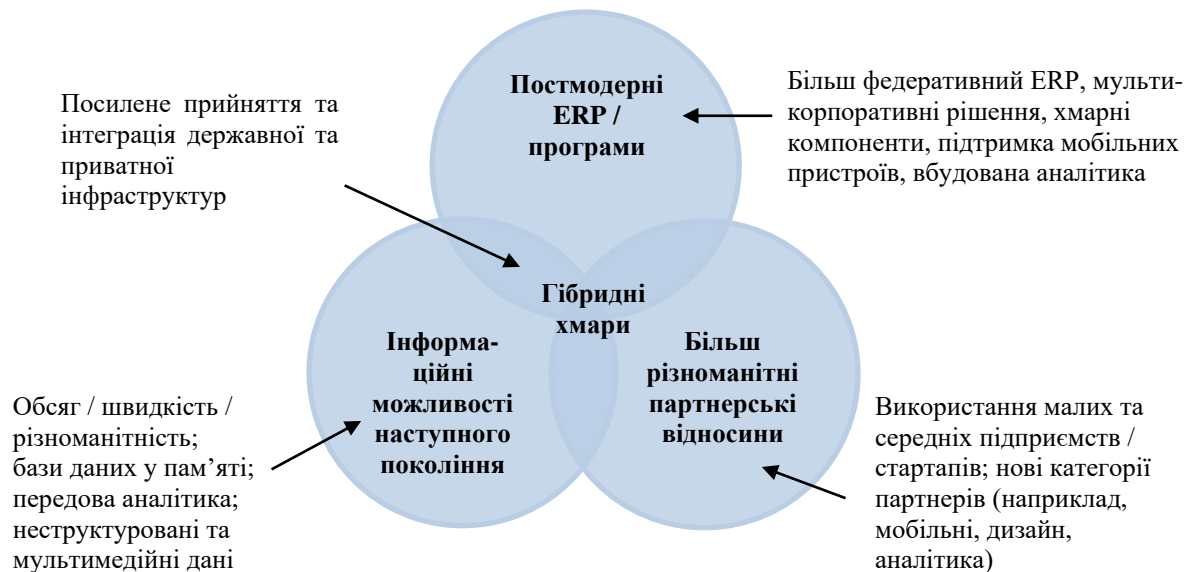 Постмодерні
ERP /
програми
Більш федеративний ERP, мульти-
корпоративні рішення, хмарні
компоненти, підтримка мобільних
пристроїв, вбудована аналітика
Посилене прийняття та
інтеграція державної та
приватної
інфраструктур
Гібридні
хмари
Інформа-
ційні
можливості
наступного
покоління
Більш
різноманітні
партнерські
відносини
Обсяг / швидкість /
різноманітність;
бази даних у пам’яті;
передова аналітика;
неструктуровані та
мультимедійні дані
Використання малих та
середніх підприємств /
стартапів; нові категорії
партнерів (наприклад,
мобільні, дизайн,
аналітика)